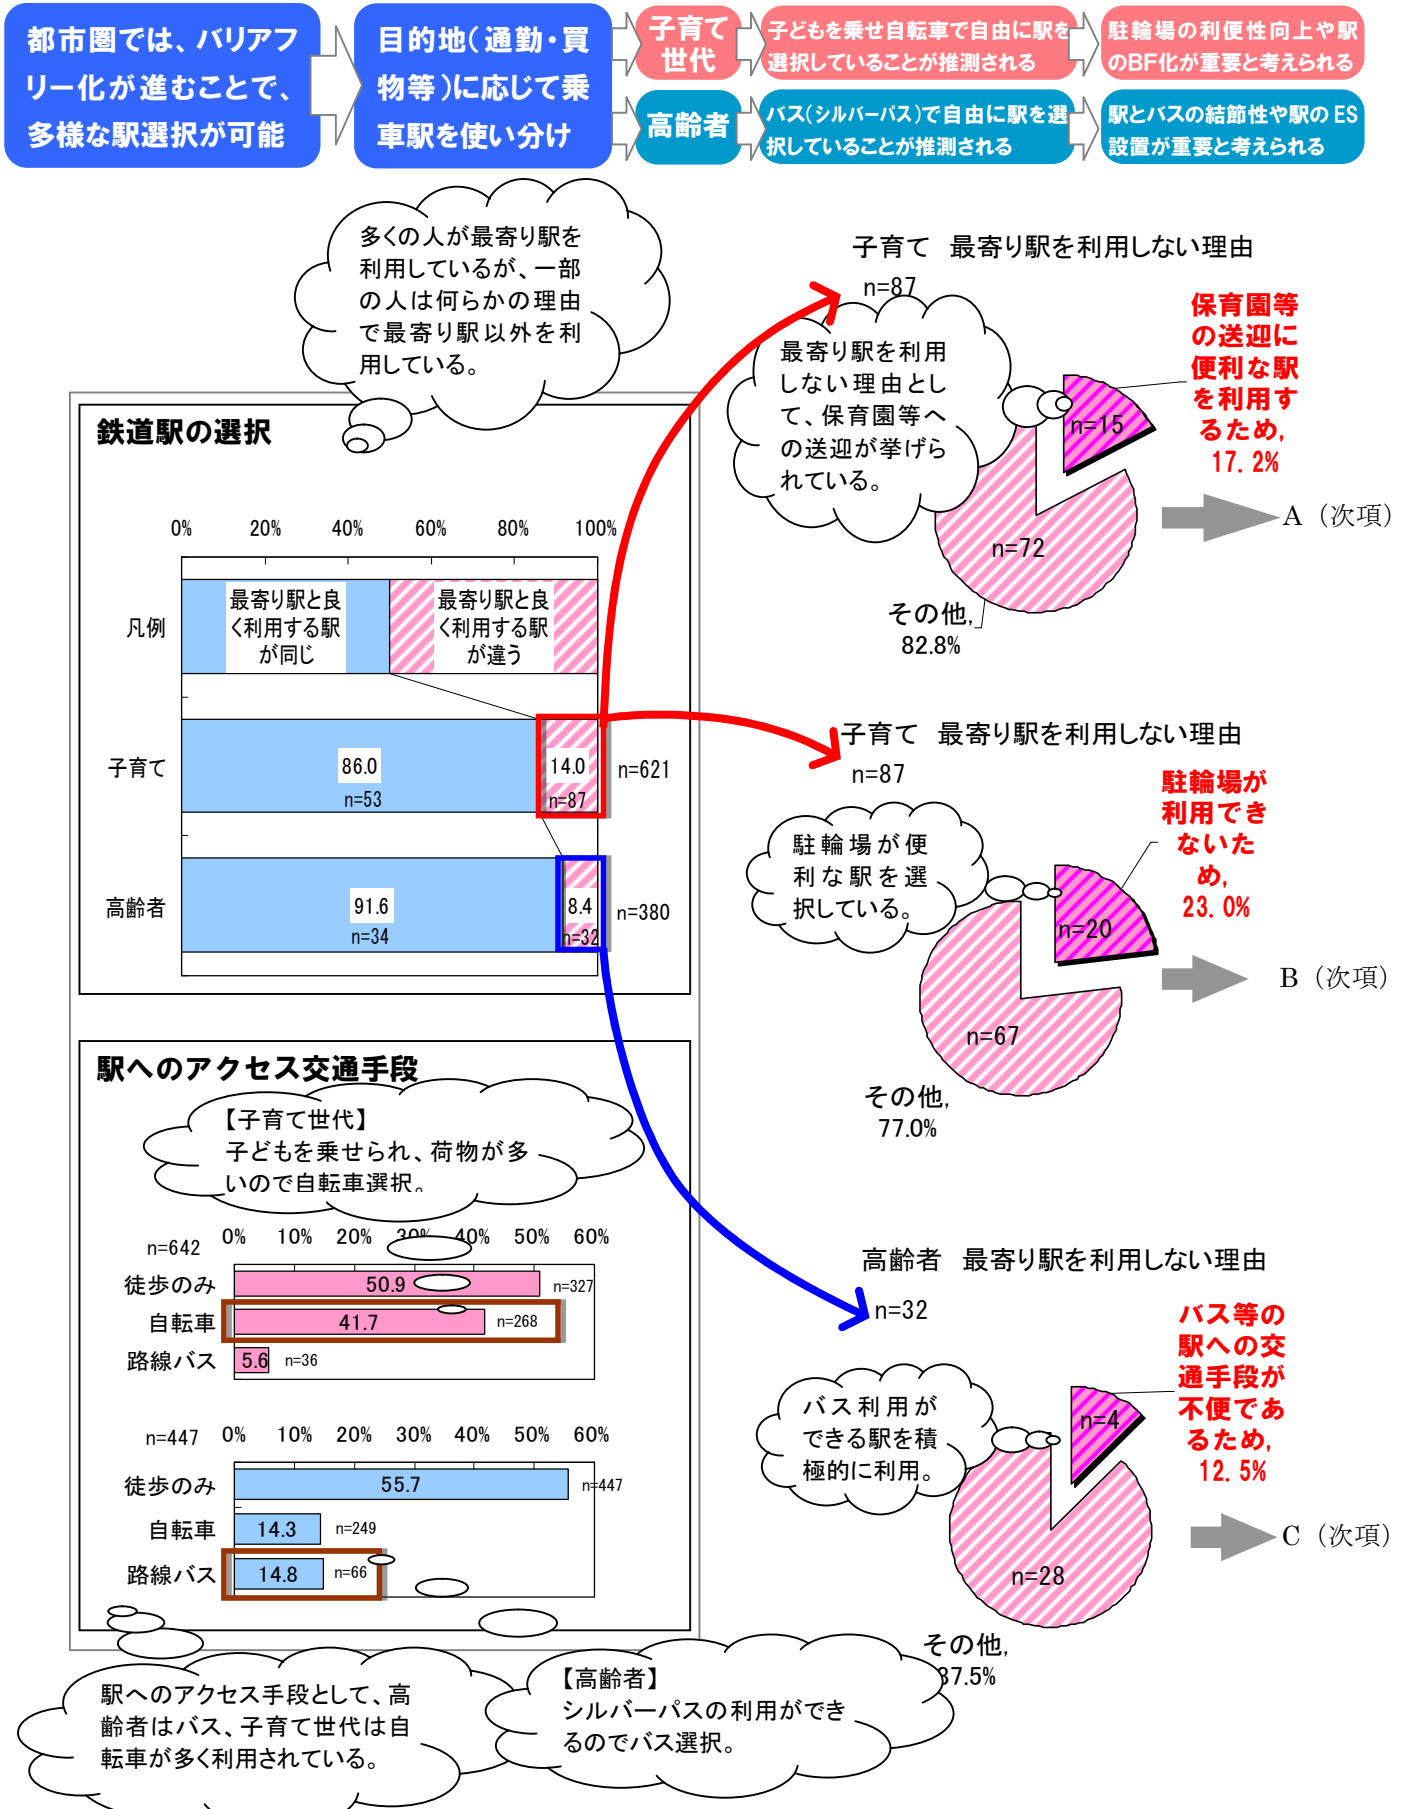 都市圏では、バリアフ
リー化が進むことで、
多様な駅選択が可能
目的地(通勤・買
物等)に応じて乗
車駅を使い分け
子育て
世代
子どもを乗せ自転車で自由に駅を
選択していることが推測される
駐輪場の利便性向上や駅
のBF化が重要と考えられる
高齢者
バス(シルバーパス)で自由に駅を選
択していることが推測される
駅とバスの結節性や駅のES
設置が重要と考えられる
多くの人が最寄り駅を
利用しているが、一部
の人は何らかの理由
で最寄り駅以外を利
用している。
鉄道駅の選択
0% 20% 40% 60% 80% 100%
凡例
最寄り駅と良
く利用する駅
が同じ
最寄り駅と良
く利用する駅
が違う
子育て
86.0
n=53
14.0
n=87
n=621
高齢者
91.6
n=34
8.4
n=32
n=380
子育て 最寄り駅を利用しない理由
n=87
最寄り駅を利用
しない理由とし
て、保育園等へ
の送迎が挙げら
れている。
保育園等
の送迎に
便利な駅
を利用す
るため,
17.2%
n=15
n=72
その他,
82.8%
A(次項)
子育て 最寄り駅を利用しない理由
n=87
駐輪場が便
利な駅を選
択している。
駐輪場が
利用でき
ないた
め,
23.0%
n=20
n=67
その他,
77.0%
B(次項)
駅へのアクセス交通手段
【子育て世代】
子どもを乗せられ、荷物が多
いので自転車選択。
n=642
0% 10% 20% 30% 40% 50% 60%
徒歩のみ 50.9 n=327
自転車 41.7 n=268
路線バス 5.6 n=36
n=447
0% 10% 20% 30% 40% 50% 60%
徒歩のみ 55.7 n=447
自転車 14.3 n=249
路線バス 14.8 n=66
高齢者 最寄り駅を利用しない理由
n=32
バス利用が
できる駅を積
極的に利用。
バス等の
駅への交
通手段が
不便であ
るため,
12.5%
n=4
n=28
その他,
37.5%
C(次項)
駅へのアクセス手段として、高
齢者はバス、子育て世代は自
転車が多く利用されている。
【高齢者】
シルバーパスの利用ができ
るのでバス選択。